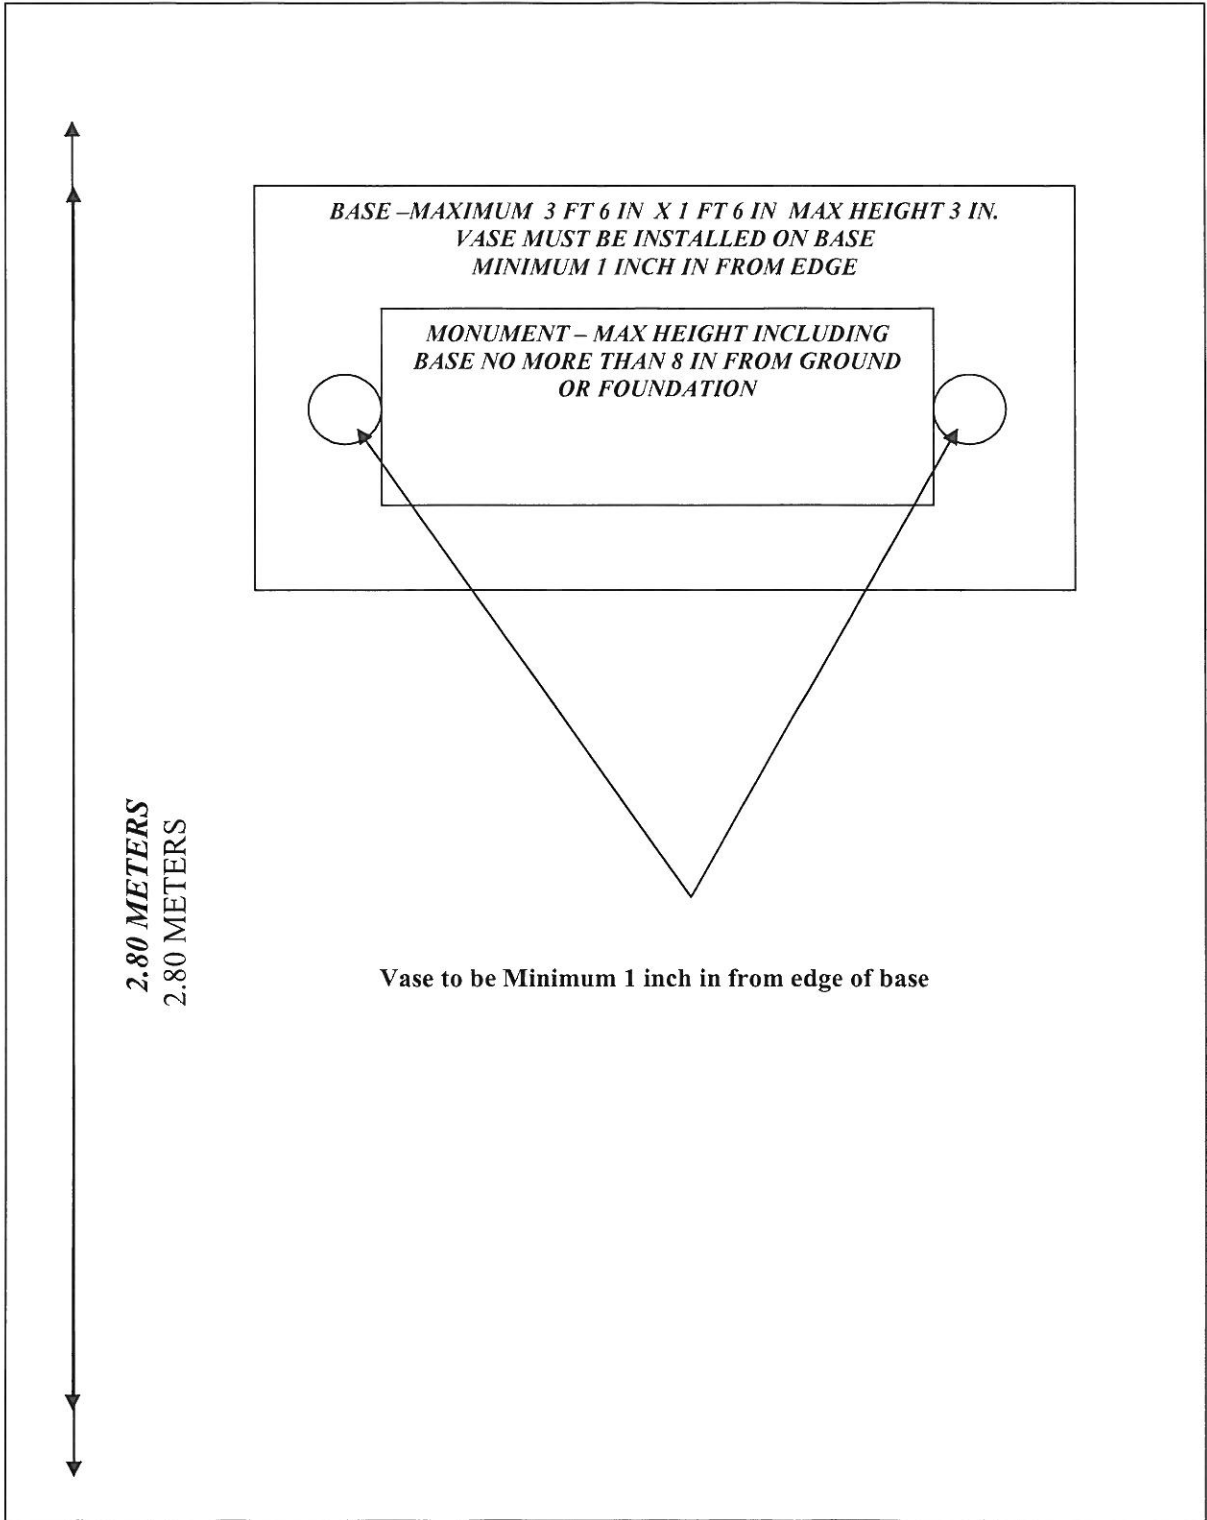 BASE –MAXIMUM 3 FT 6 IN X 1 FT 6 IN MAX HEIGHT 3 IN.
VASE MUST BE INSTALLED ON BASE
MINIMUM 1 INCH IN FROM EDGE
MONUMENT – MAX HEIGHT INCLUDING
BASE NO MORE THAN 8 IN FROM GROUND
OR FOUNDATION
2.80 METERS
2.80 METERS
Vase to be Minimum 1 inch in from edge of base